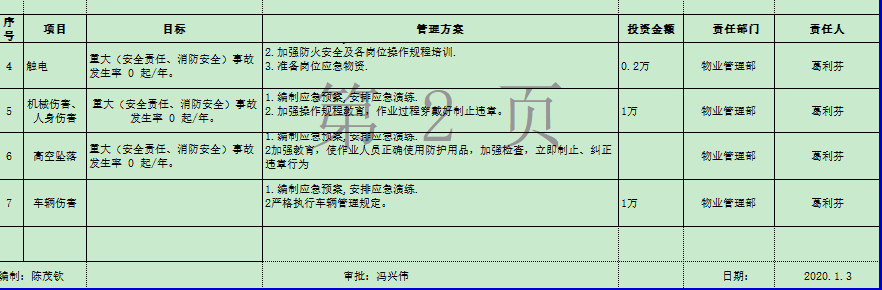 序号 项目 目标 管理方案 投资金额 责任部门 责任人
4 触电 重大（安全责任、消防安全）事故发生率 0 起/年。 2.加强防火安全及各岗位操作规程培训. 0.2万 物业管理部 葛利芬
3.准备岗位应急物资.
5 机械伤害、人身伤害 重大（安全责任、消防安全）事故发生率 0 起/年。 1.编制应急预案,安排应急演练. 1万 物业管理部 葛利芬
2.加强操作规程教育，作业过程穿戴好制止违章。
6 高空坠落 重大（安全责任、消防安全）事故发生率 0 起/年。 1.编制应急预案,安排应急演练. 物业管理部 葛利芬
2加强教育，使作业人员正确使用防护用品，加强检查，立即制止、纠正
违章行为
7 车辆伤害 1.编制应急预案,安排应急演练. 1万 物业管理部 葛利芬
2严格执行车辆管理规定。
编制：陈茂钦 审批：冯兴伟 日期： 2020.1.3
第 2 页